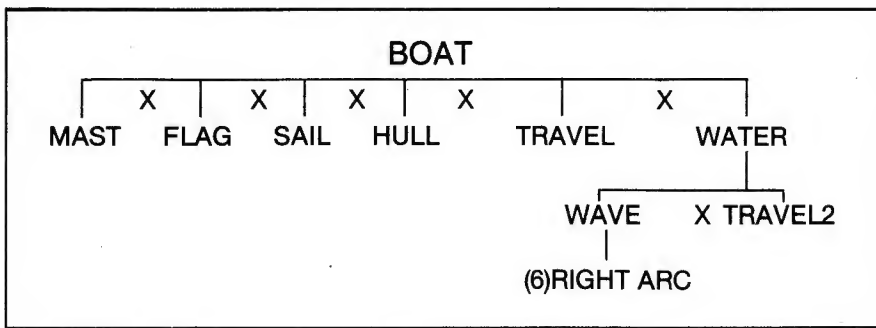 BOAT
X X X X X
MAST FLAG SAIL HULL TRAVEL WATER
WAVE X TRAVEL2
(6)RIGHT ARC